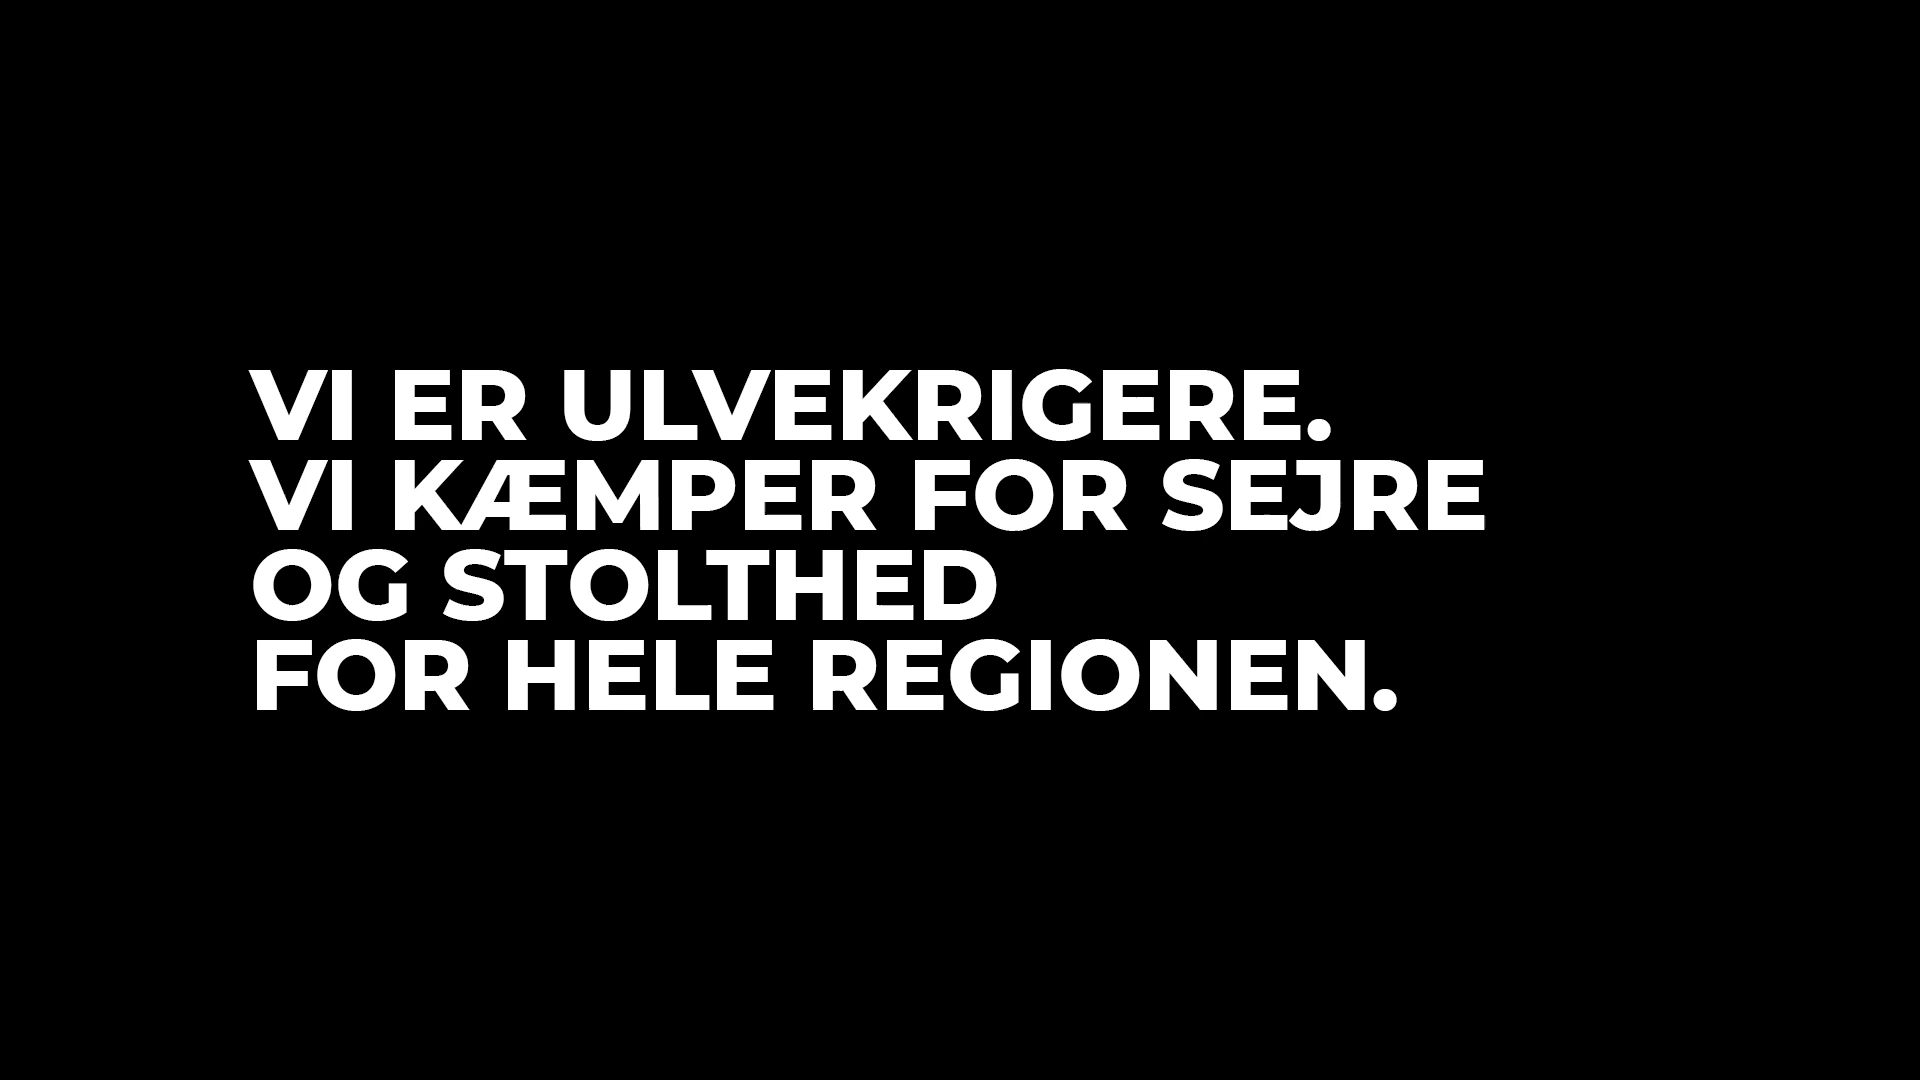 VI ER ULVEKRIGERE.
VI KÆMPER FOR SEJRE
OG STOLTHED
FOR HELE REGIONEN.